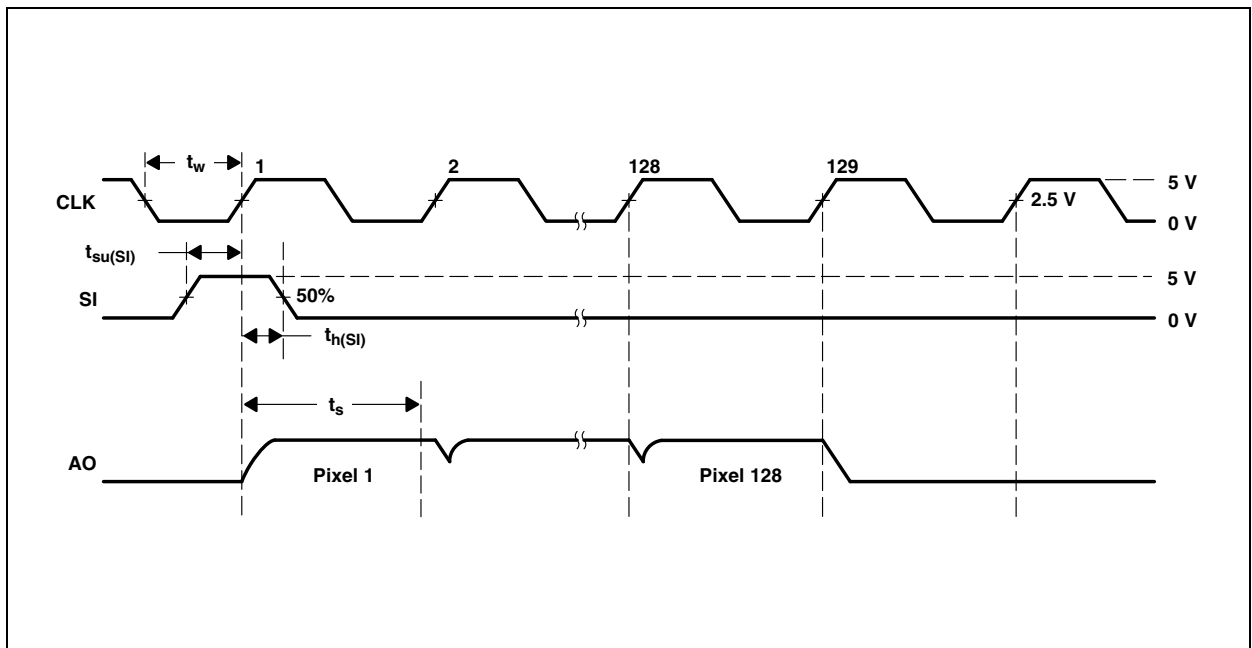 tw
1
2
128
129
5 V
CLK
2.5 V
0 V
tsu(SI)
5 V
SI
50%
0 V
th(SI)
ts
AO
Pixel 1
Pixel 128